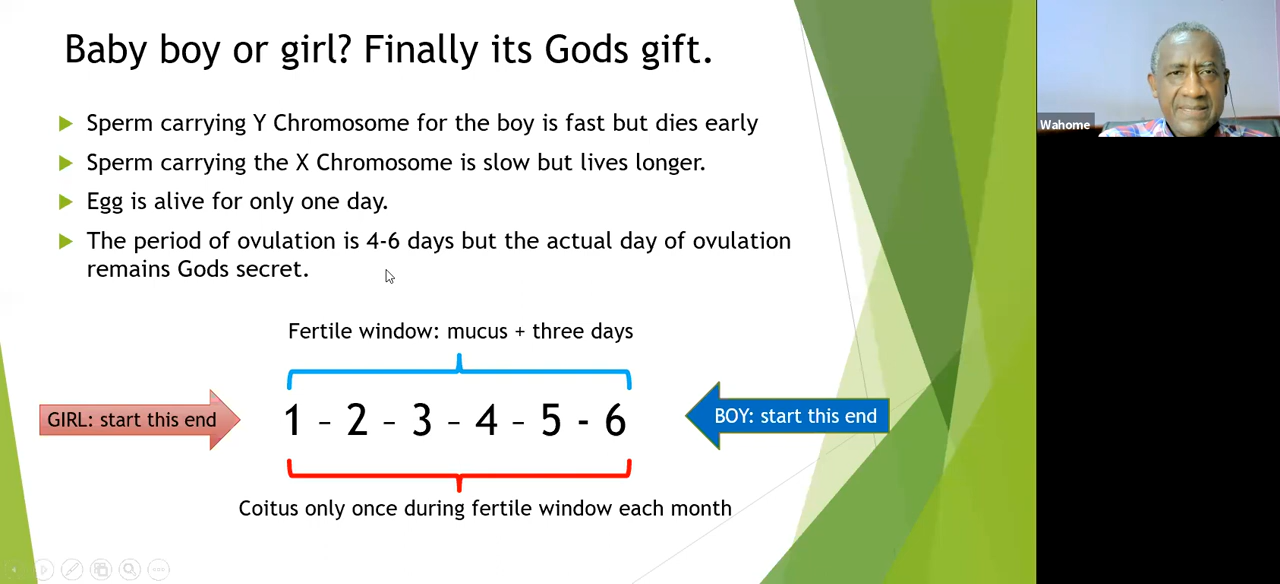 Baby boy or girl? Finally its Gods gift.
Sperm carrying Y Chromosome for the boy is fast but dies early
Sperm carrying the X Chromosome is slow but lives longer.
Egg is alive for only one day.
The period of ovulation is 4-6 days but the actual day of ovulation
remains Gods secret.
Fertile window: mucus + three days
GIRL: start this end
1 – 2 – 3 – 4 – 5 - 6
BOY: start this end
Coitus only once during fertile window each month
Wahome